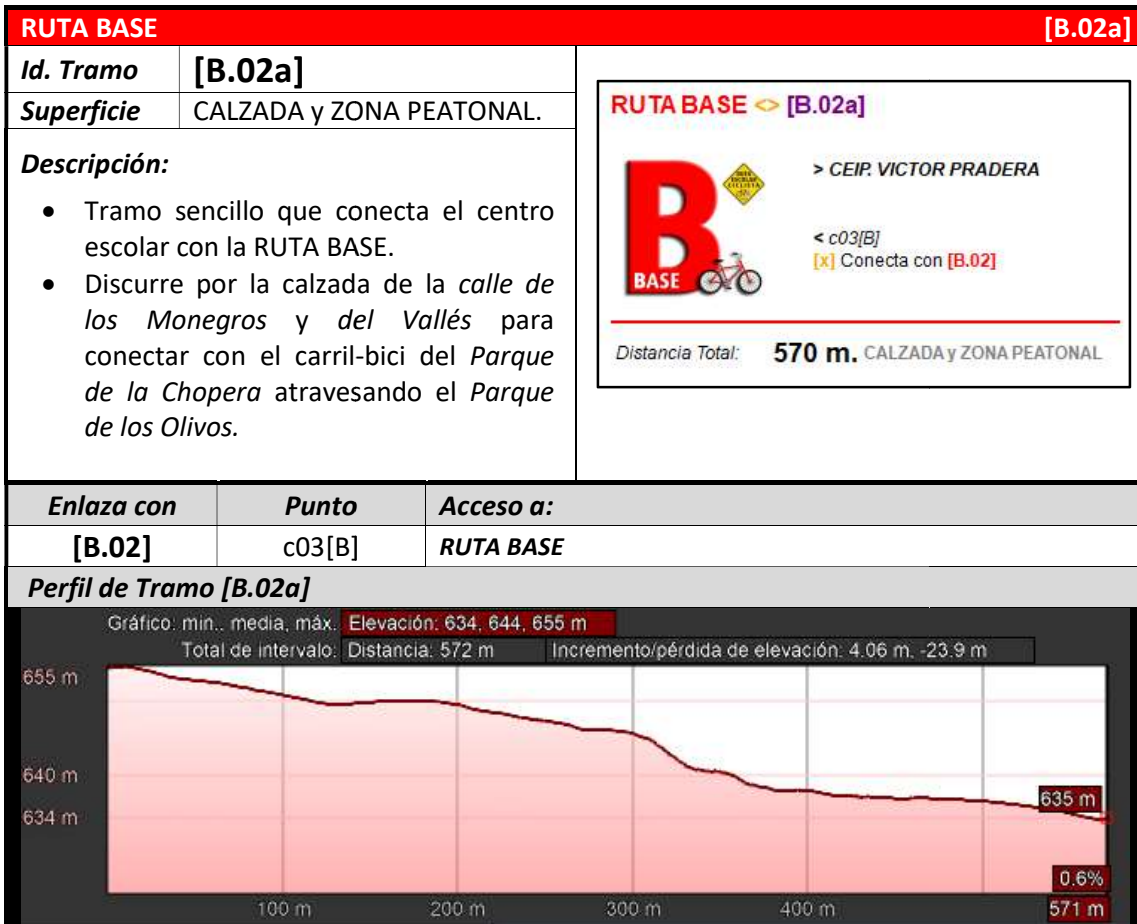 RUTA BASE [B.02a]
Id. Tramo [B.02a]
Superficie CALZADA y ZONA PEATONAL.
Descripción:
• Tramo sencillo que conecta el centro
escolar con la RUTA BASE.
• Discurre por la calzada de la calle de
los Monegros y del Vallés para
conectar con el carril-bici del Parque
de la Chopera atravesando el Parque
de los Olivos.
RUTA BASE <> [B.02a]
B
BASE
RUTA
ESCOLAR
CICLISTA
> CEIP. VICTOR PRADERA
< c03[B]
[x] Conecta con [B.02]
Distancia Total: 570 m. CALZADA y ZONA PEATONAL
Enlaza con Punto Acceso a:
[B.02] c03[B] RUTA BASE
Perfil de Tramo [B.02a]
Gráfico: min., media, máx. Elevación: 634, 644, 655 m
Total de intervalo: Distancia: 572 m Incremento/pérdida de elevación: 4.06 m, -23.9 m
655 m
640 m
634 m
635 m
0.6%
100 m 200 m 300 m 400 m 571 m